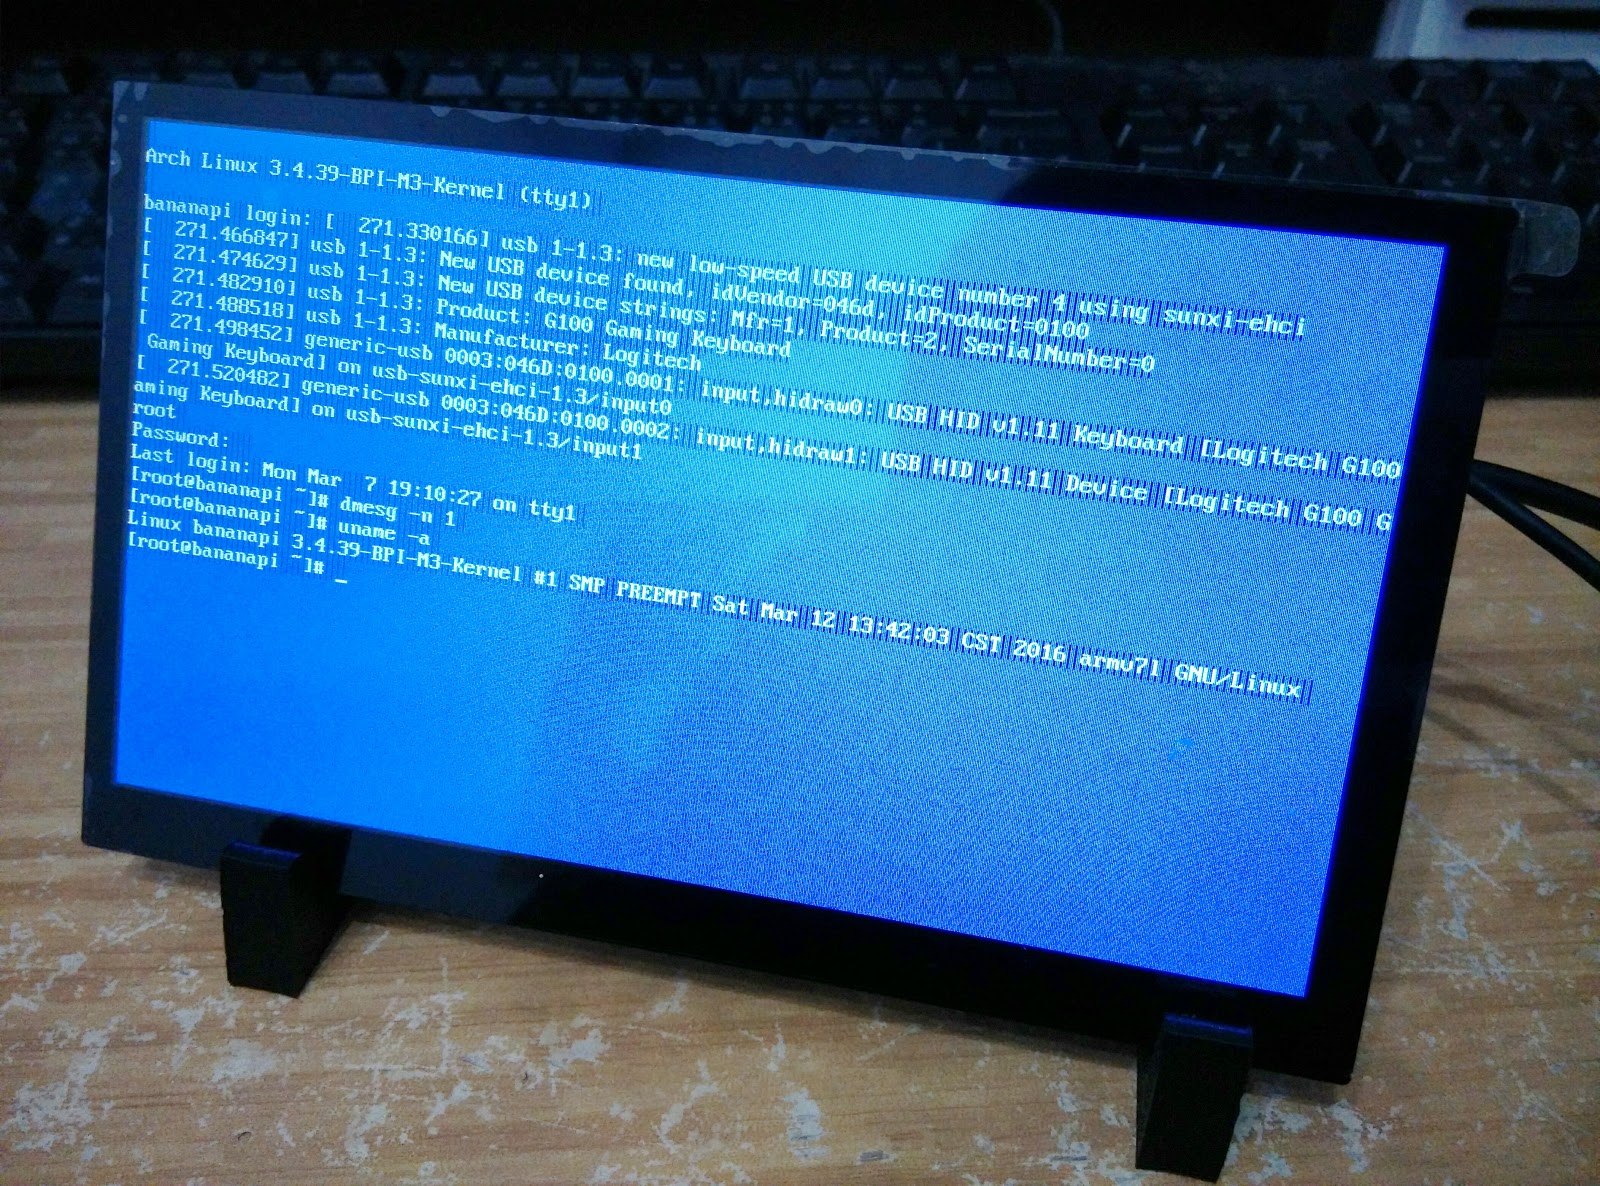 Arch Linux 3.4.39-BPI-M3-Kernel (tty1)
bananapi login: [  271.330166] usb 1-1.3: new low-speed USB device number 4 using sunxi-ehci
[  271.466847] usb 1-1.3: New USB device found, idVendor=046d, idProduct=0100
[  271.474629] usb 1-1.3: New USB device strings: Mfr=1, Product=2, SerialNumber=0
[  271.482910] usb 1-1.3: Product: G100 Gaming Keyboard
[  271.488518] usb 1-1.3: Manufacturer: Logitech
[  271.498452] generic-usb 0003:046D:0100.0001: input,hidraw0: USB HID v1.11 Keyboard [Logitech G100
 Gaming Keyboard] on usb-sunxi-ehci-1.3/input0
[  271.520482] generic-usb 0003:046D:0100.0002: input,hidraw1: USB HID v1.11 Device [Logitech G100 G
aming Keyboard] on usb-sunxi-ehci-1.3/input1
root
Password:
Last login: Mon Mar  7 19:10:27 on tty1
[root@bananapi ~]# dmesg -n 1
[root@bananapi ~]# uname -a
Linux bananapi 3.4.39-BPI-M3-Kernel #1 SMP PREEMPT Sat Mar 12 13:42:03 CST 2016 armv7l GNU/Linux
[root@bananapi ~]# _